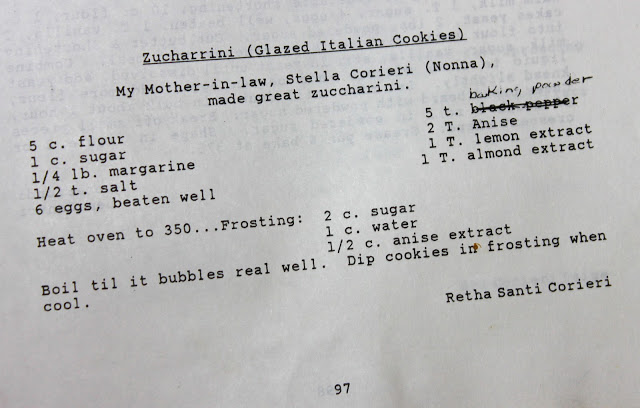 Zucharrini (Glazed Italian Cookies)
My Mother-in-law, Stella Corieri (Nonna),
made great zuccharini.
5 c. flour
1 c. sugar
1/4 lb. margarine
1/2 t. salt
6 eggs, beaten well
baking powder
5 t. black pepper
2 T. Anise
1 T. lemon extract
1 T. almond extract
Heat oven to 350...Frosting:
2 c. sugar
1 c. water
1/2 c. anise extract
Boil til it bubbles real well. Dip cookies in frosting when
cool.
Retha Santi Corieri
97